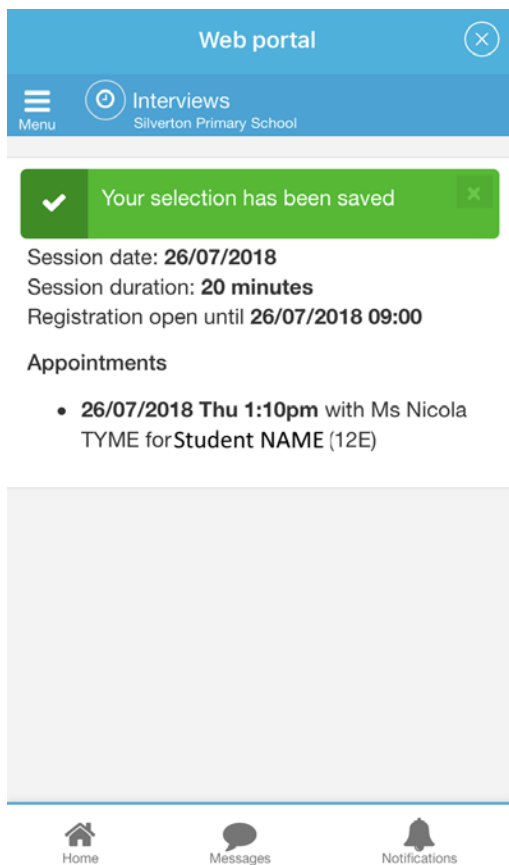 Web portal
Menu
Interviews
Silverton Primary School
Your selection has been saved
Session date: 26/07/2018
Session duration: 20 minutes
Registration open until 26/07/2018 09:00
Appointments
• 26/07/2018 Thu 1:10pm with Ms Nicola
TYME for Student NAME (12E)
Home
Messages
Notifications